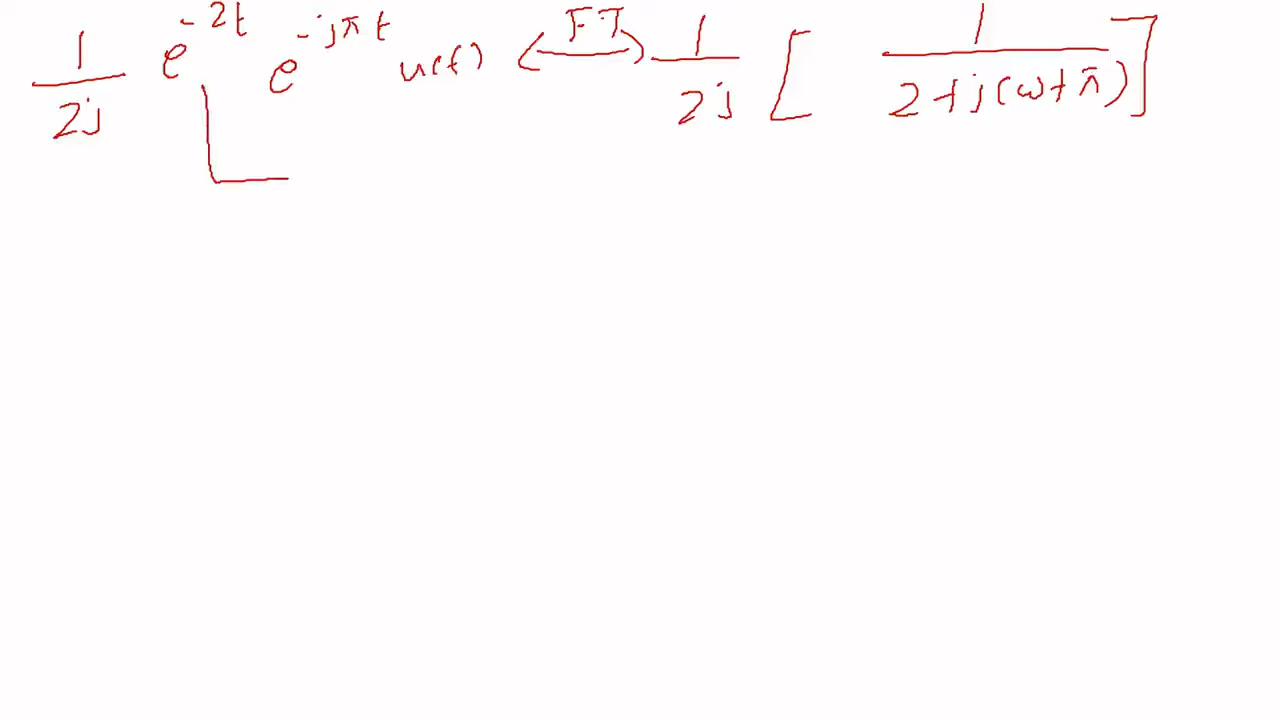 1/2j e^{-2t} e^{-jπt} u(t) <—FT—> 1/2j [ 1/2+j(ω+π) ]